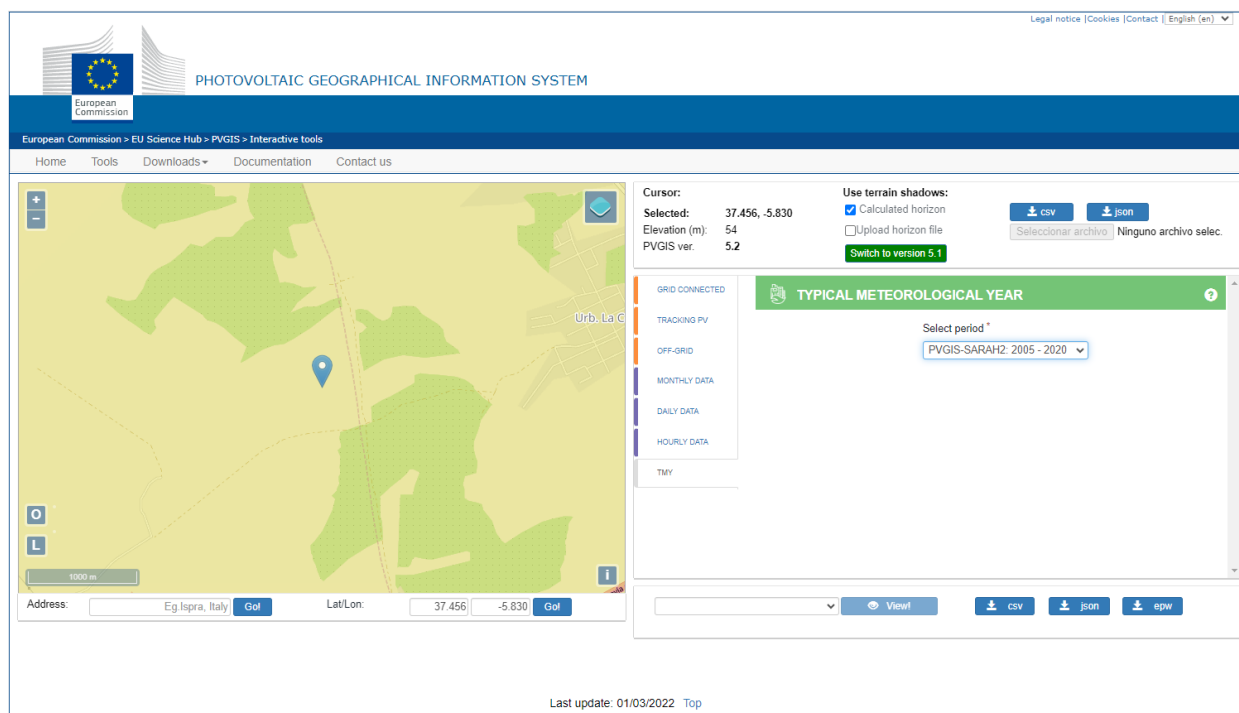 Legal notice |Cookies |Contact | English (en)
PHOTOVOLTAIC GEOGRAPHICAL INFORMATION SYSTEM
European
Commission
European Commission > EU Science Hub > PVGIS > Interactive tools
Home Tools Downloads Documentation Contact us
+
−
Urb. La C
O
L
1000 m
i
Address: Eg.Ispra, Italy Go! Lat/Lon: 37.456 -5.830 Go!
Cursor:
Selected: 37.456, -5.830
Elevation (m): 54
PVGIS ver. 5.2
Use terrain shadows:
Calculated horizon
Upload horizon file
Switch to version 5.1
csv json
Seleccionar archivo Ninguno archivo selec.
GRID CONNECTED
TRACKING PV
OFF-GRID
MONTHLY DATA
DAILY DATA
HOURLY DATA
TMY
TYPICAL METEOROLOGICAL YEAR ?
Select period *
PVGIS-SARAH2: 2005 - 2020
View! csv json epw
Last update: 01/03/2022 Top